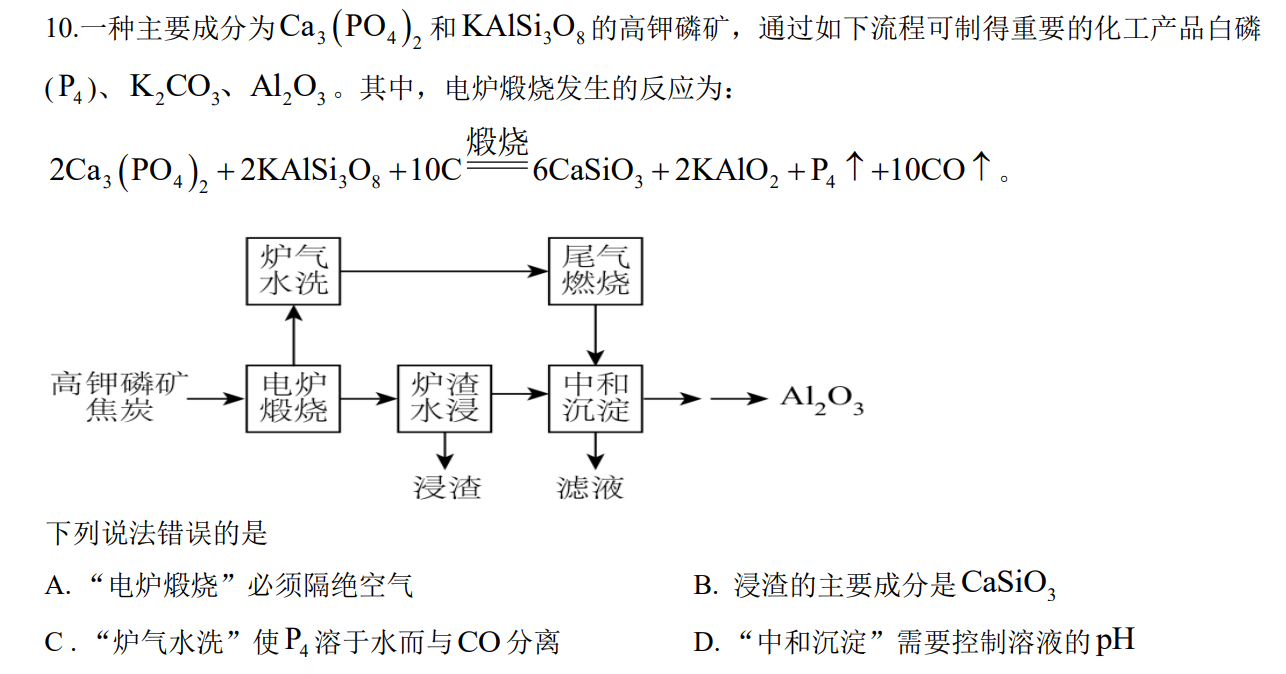 10.一种主要成分为Ca₃(PO₄)₂和KAlSi₃O₈的高钾磷矿，通过如下流程可制得重要的化工产品白磷
(P₄)、K₂CO₃、Al₂O₃。其中，电炉煅烧发生的反应为：
煅烧
2Ca₃(PO₄)₂+2KAlSi₃O₈+10C══6CaSiO₃+2KAlO₂+P₄↑+10CO↑。
炉气
水洗
尾气
燃烧
高钾磷矿
焦炭
电炉
煅烧
炉渣
水浸
中和
沉淀
Al₂O₃
浸渣
滤液
下列说法错误的是
A. “电炉煅烧”必须隔绝空气
B. 浸渣的主要成分是CaSiO₃
C . “炉气水洗”使P₄溶于水而与CO分离
D. “中和沉淀”需要控制溶液的pH